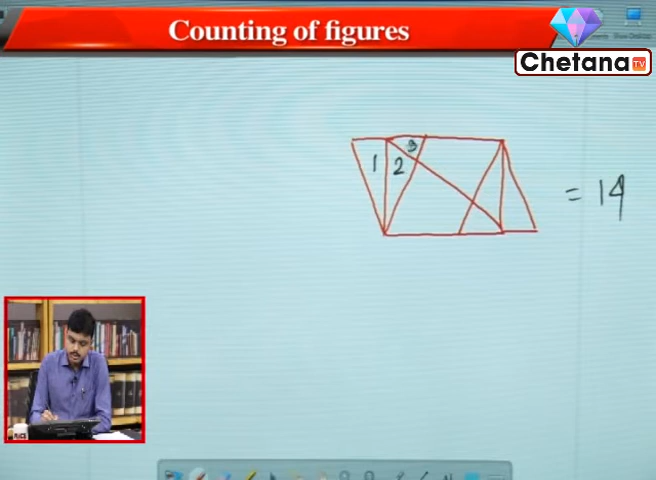 Counting of figures
Chetana TV
1 2 3
= 14